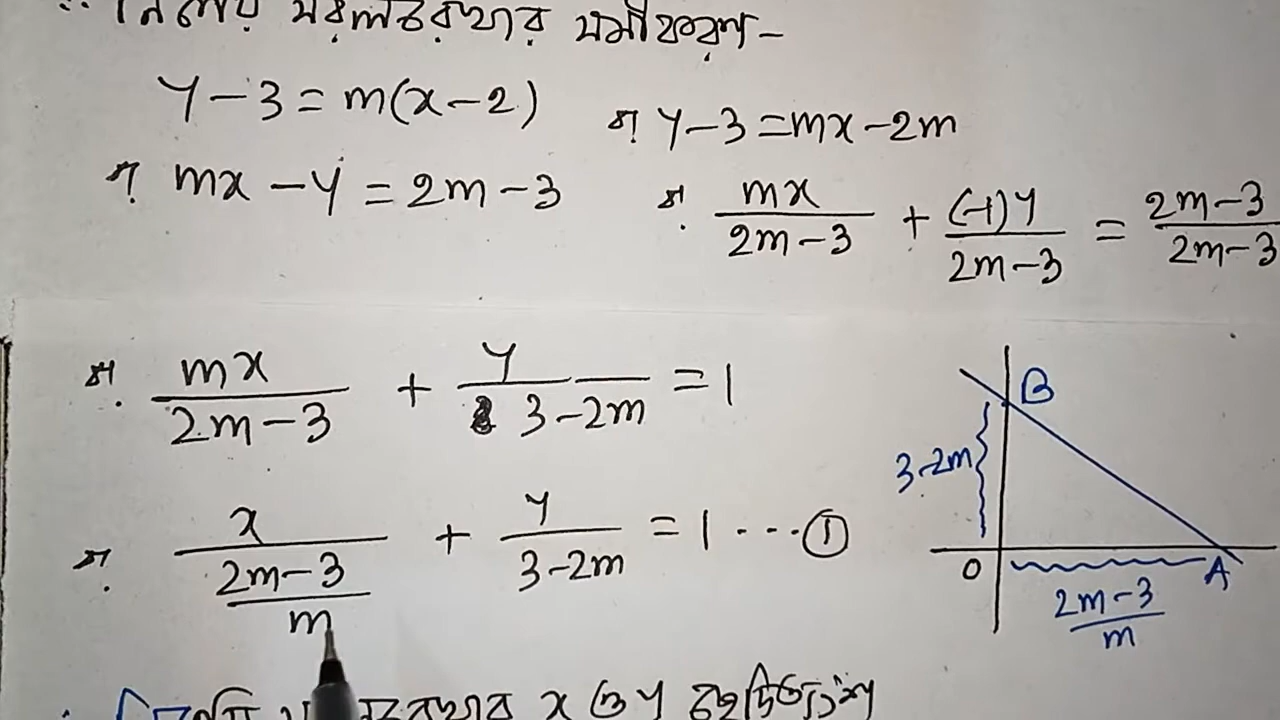 ∴ নির্ণেয় সরলরেখার সমীকরণ –
y – 3 = m(x – 2) বা y – 3 = mx – 2m
বা mx – y = 2m – 3 বা, mx/(2m – 3) + (-1)y/(2m – 3) = (2m – 3)/(2m – 3)
বা, mx/(2m – 3) + y/(3 – 2m) = 1
বা, x/((2m – 3)/m) + y/(3 – 2m) = 1 ... ①
B
3-2m
O
A
(2m – 3)/m
x ও y